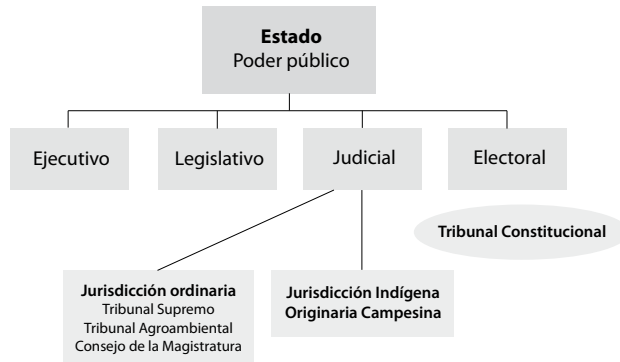 Estado
Poder público
Ejecutivo
Legislativo
Judicial
Electoral
Tribunal Constitucional
Jurisdicción ordinaria
Tribunal Supremo
Tribunal Agroambiental
Consejo de la Magistratura
Jurisdicción Indígena
Originaria Campesina